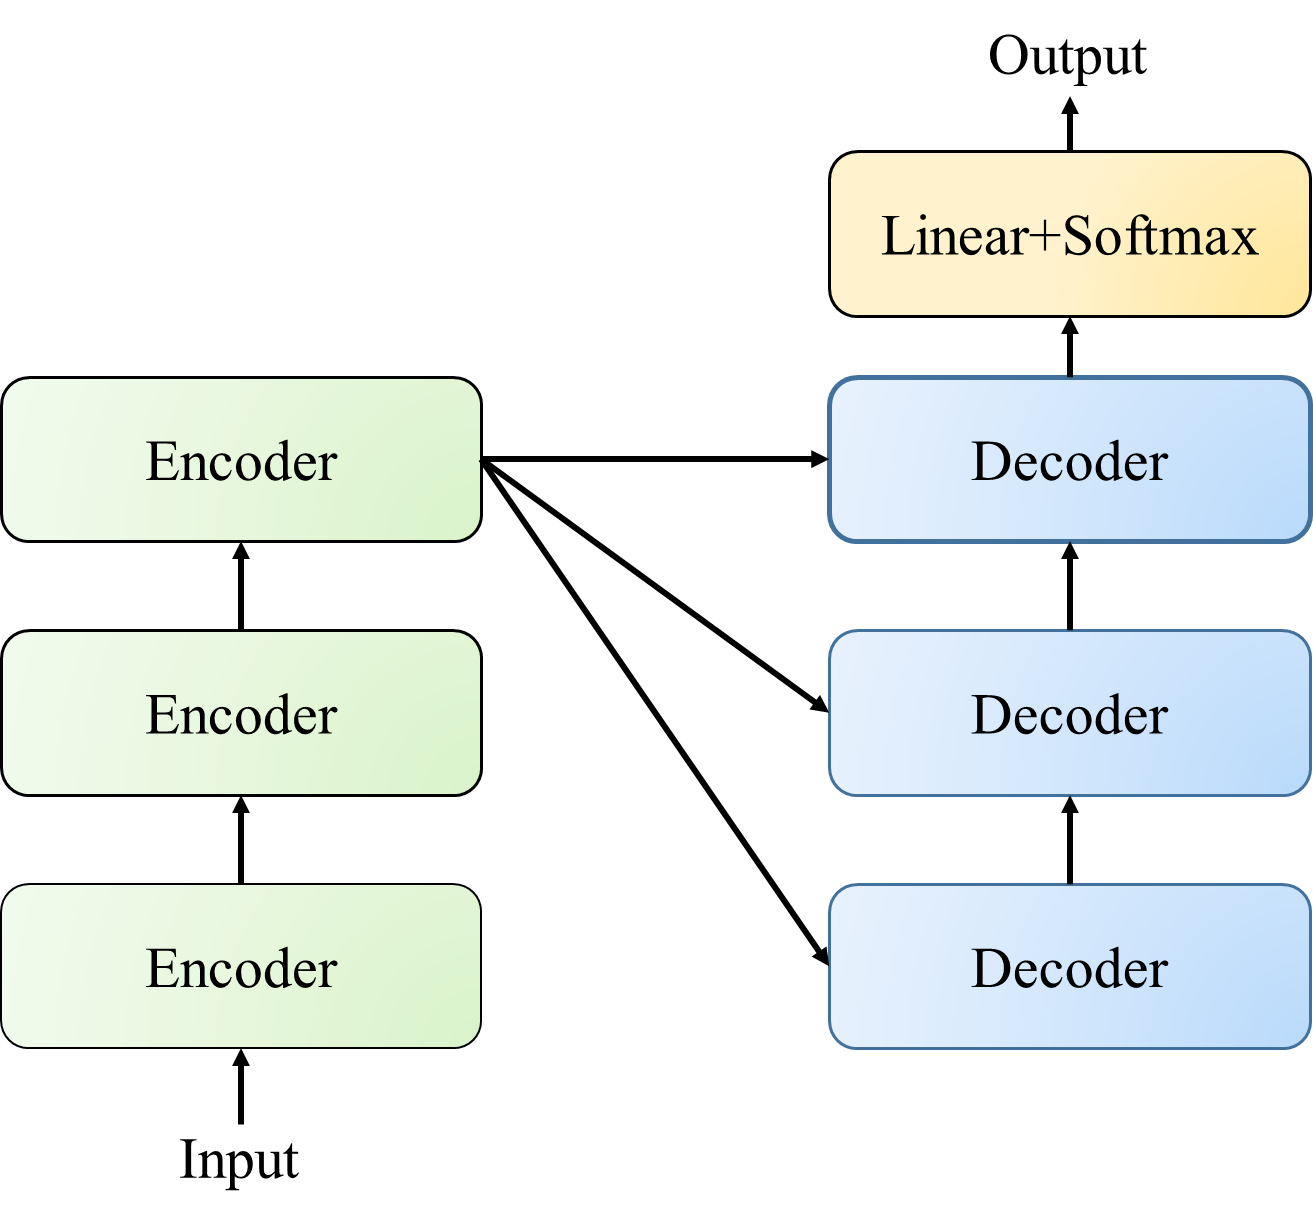 Output
Linear+Softmax
Encoder
Decoder
Encoder
Decoder
Encoder
Decoder
Input